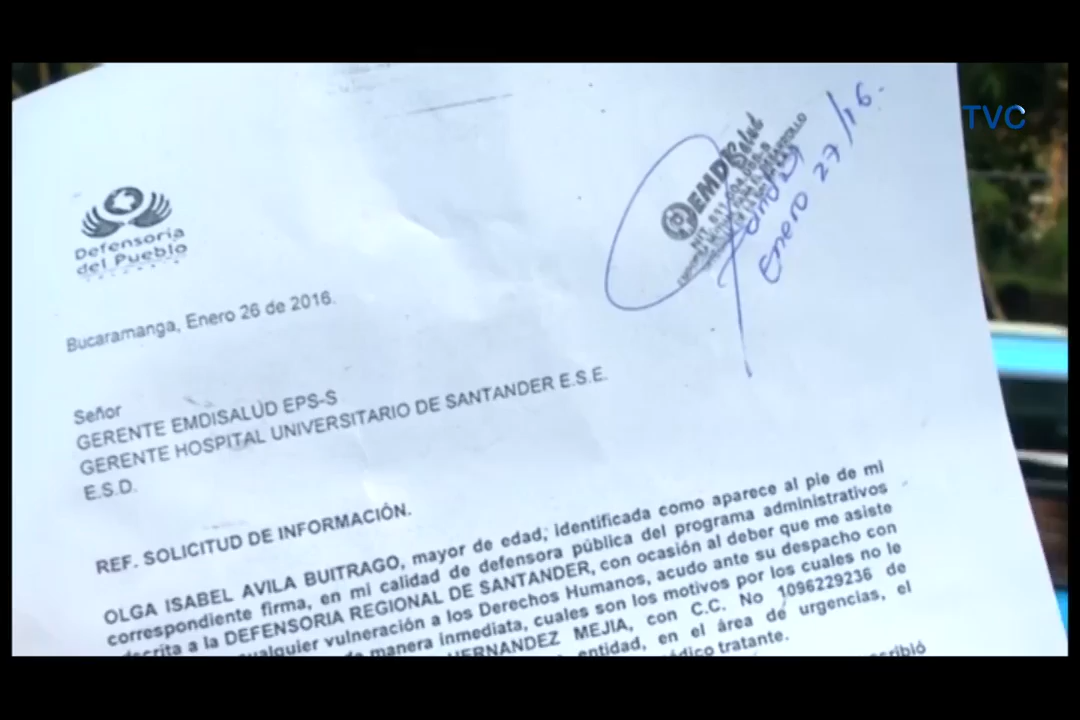 TVC
EMDISalud
Enero 27/16.
Defensoría
del Pueblo
Bucaramanga, Enero 26 de 2016.
Señor
GERENTE EMDISALUD EPS-S
GERENTE HOSPITAL UNIVERSITARIO DE SANTANDER E.S.E.
E.S.D.
REF. SOLICITUD DE INFORMACIÓN.
OLGA ISABEL AVILA BUITRAGO, mayor de edad, identificada como aparece al pie de mi
correspondiente firma, en mi calidad de defensora pública del programa administrativos
a la DEFENSORIA REGIONAL DE SANTANDER, con ocasión al deber que me asiste
vulneración a los Derechos Humanos, acudo ante su despacho con
manera inmediata, cuales son los motivos por los cuales no le
HERNANDEZ MEJIA, con C.C. No 1096229236 de
entidad, en el área de urgencias, el
tratante.